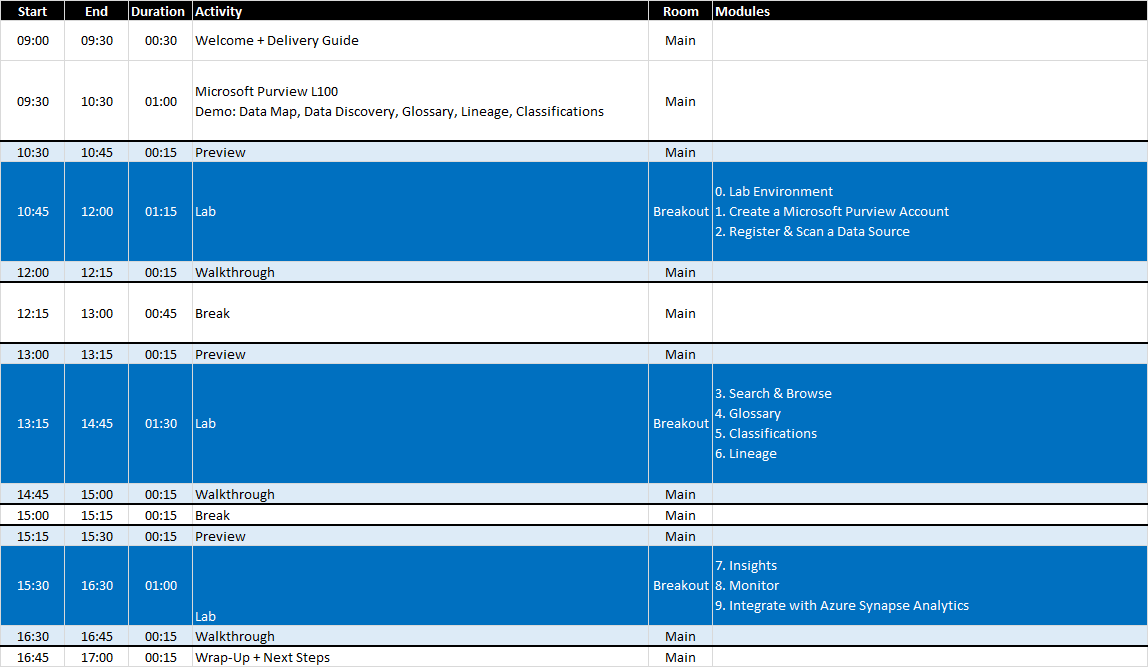 Start End Duration Activity Room Modules
09:00 09:30 00:30 Welcome + Delivery Guide Main
09:30 10:30 01:00 Microsoft Purview L100
Demo: Data Map, Data Discovery, Glossary, Lineage, Classifications Main
10:30 10:45 00:15 Preview Main
10:45 12:00 01:15 Lab Breakout 0. Lab Environment
1. Create a Microsoft Purview Account
2. Register & Scan a Data Source
12:00 12:15 00:15 Walkthrough Main
12:15 13:00 00:45 Break Main
13:00 13:15 00:15 Preview Main
13:15 14:45 01:30 Lab Breakout 3. Search & Browse
4. Glossary
5. Classifications
6. Lineage
14:45 15:00 00:15 Walkthrough Main
15:00 15:15 00:15 Break Main
15:15 15:30 00:15 Preview Main
15:30 16:30 01:00 Lab Breakout 7. Insights
8. Monitor
9. Integrate with Azure Synapse Analytics
16:30 16:45 00:15 Walkthrough Main
16:45 17:00 00:15 Wrap-Up + Next Steps Main